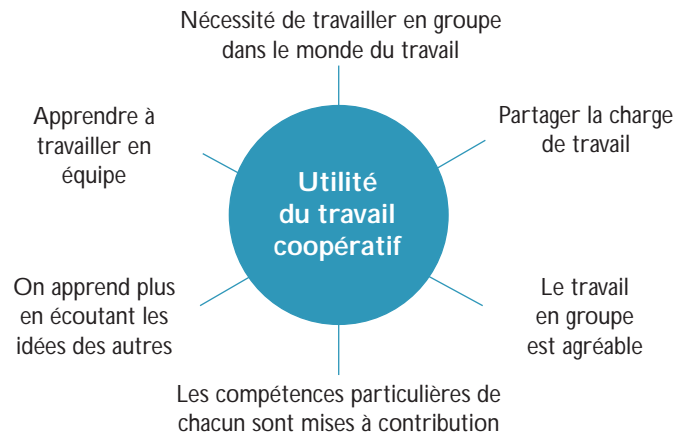 Nécessité de travailler en groupe
dans le monde du travail
Apprendre à
travailler en
équipe
Partager la charge
de travail
Utilité
du travail
coopératif
On apprend plus
en écoutant les
idées des autres
Le travail
en groupe
est agréable
Les compétences particulières de
chacun sont mises à contribution